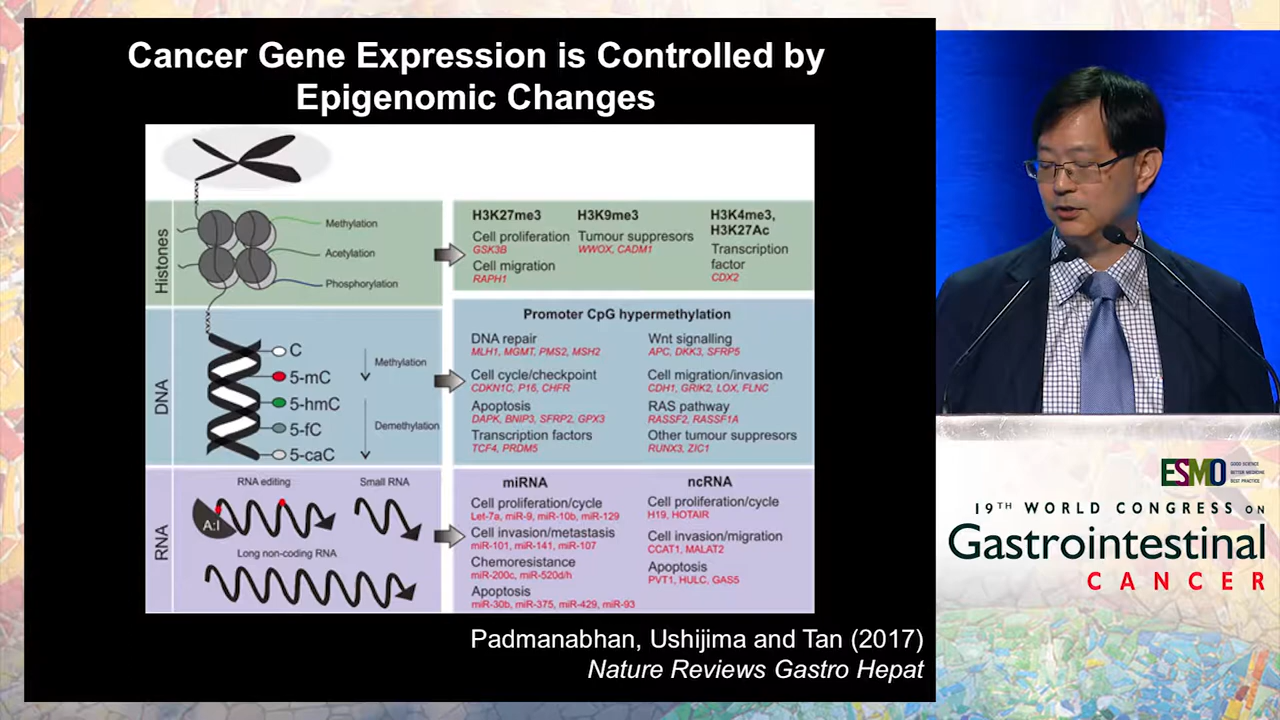 Cancer Gene Expression is Controlled by
Epigenomic Changes
Histones
Methylation
Acetylation
Phosphorylation
H3K27me3
Cell proliferation
GSK3B
Cell migration
RAPH1
H3K9me3
Tumour suppresors
WWOX, CADM1
H3K4me3,
H3K27Ac
Transcription
factor
CDX2
DNA
C
5-mC
5-hmC
5-fC
5-caC
Methylation
Demethylation
Promoter CpG hypermethylation
DNA repair
MLH1, MGMT, PMS2, MSH2
Cell cycle/checkpoint
CDKN1C, P16, CHFR
Apoptosis
DAPK, BNIP3, SFRP2, GPX3
Transcription factors
TCF4, PRDM5
Wnt signalling
APC, DKK3, SFRP5
Cell migration/invasion
CDH1, GRIK2, LOX, FLNC
RAS pathway
RASSF2, RASSF1A
Other tumour suppresors
RUNX3, ZIC1
RNA
RNA editing
A:I
Small RNA
Long non-coding RNA
miRNA
Cell proliferation/cycle
Let-7a, miR-9, miR-10b, miR-129
Cell invasion/metastasis
miR-101, miR-141, miR-107
Chemoresistance
miR-200c, miR-520d/h
Apoptosis
miR-30b, miR-375, miR-429, miR-93
ncRNA
Cell proliferation/cycle
H19, HOTAIR
Cell invasion/migration
CCAT1, MALAT2
Apoptosis
PVT1, HULC, GAS5
Padmanabhan, Ushijima and Tan (2017)
Nature Reviews Gastro Hepat
ESMO
GOOD SCIENCE
BETTER MEDICINE
BEST PRACTICE
19TH WORLD CONGRESS ON
Gastrointestinal
CANCER